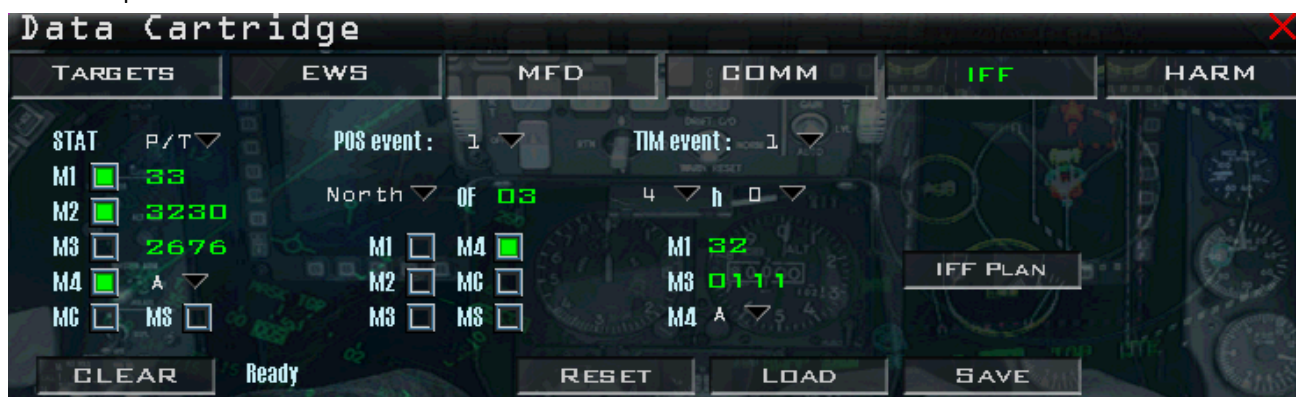 Data Cartridge
TARGETS EWS MFD COMM IFF HARM
STAT P/T POS event : 1 TIM event : 1
M1 33
North OF 03 4 h 0
M2 3230
M3 2676 M1 M4 M1 32
M4 A M2 MC M3 0111 IFF PLAN
MC MS M3 MS M4 A
CLEAR Ready RESET LOAD SAVE